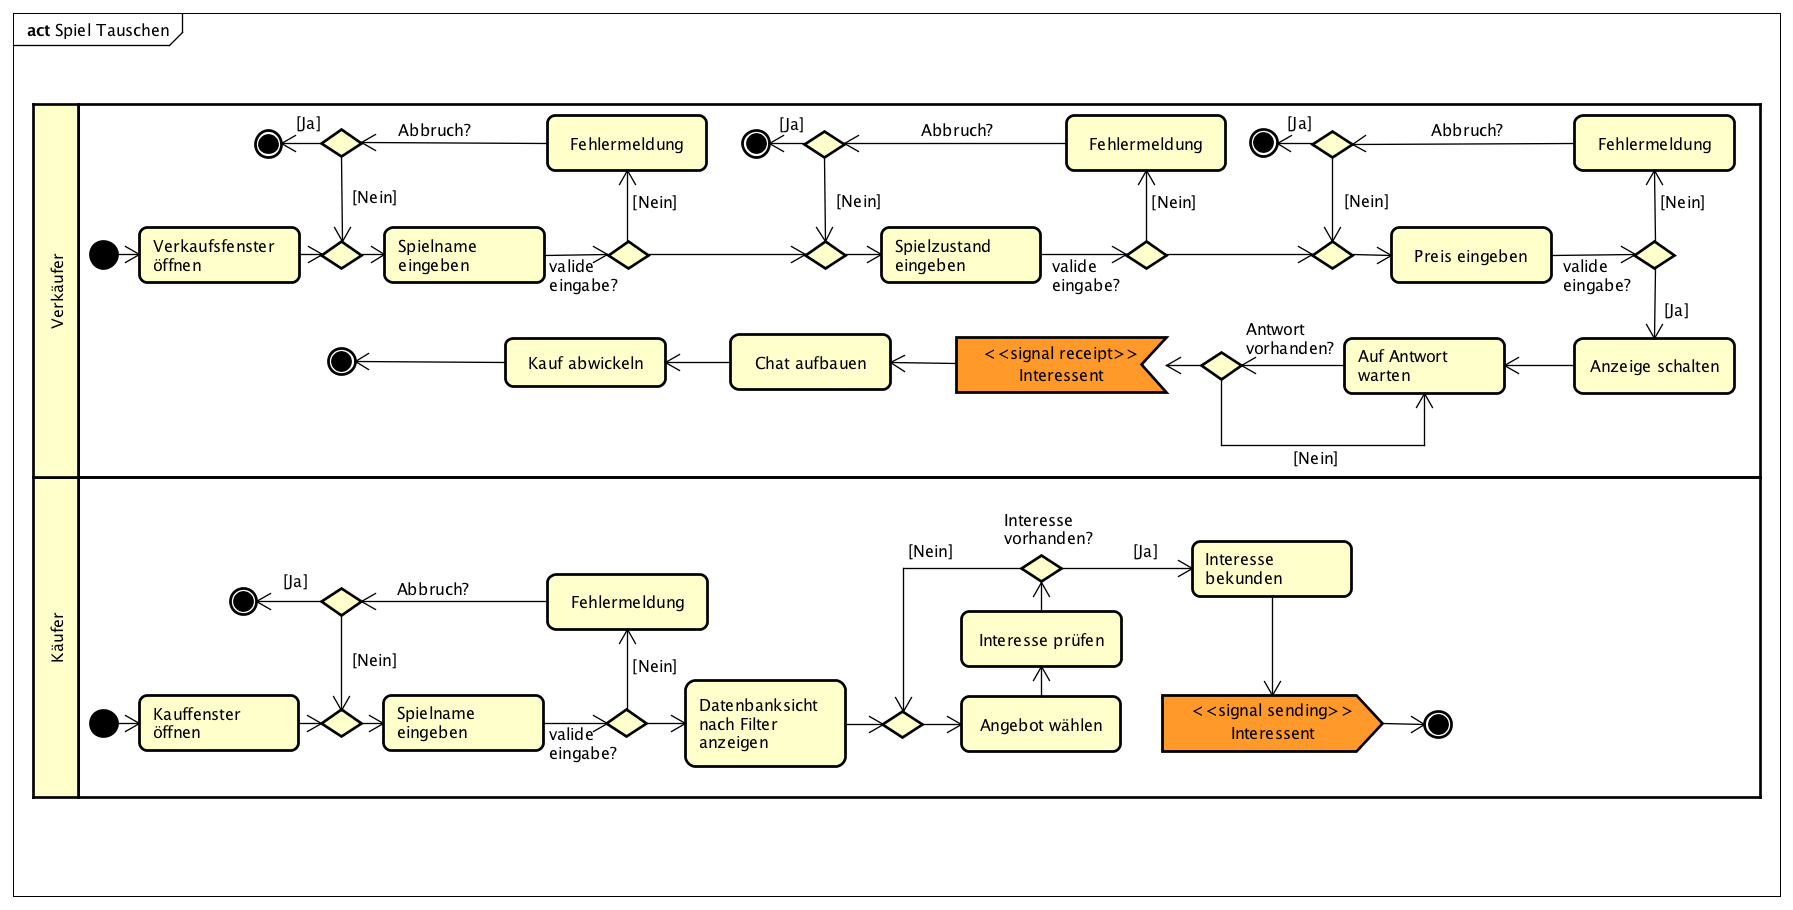 act Spiel Tauschen
Verkäufer
[Ja]
Abbruch?
Fehlermeldung
[Ja]
Abbruch?
Fehlermeldung
[Ja]
Abbruch?
Fehlermeldung
[Nein]
[Nein]
[Nein]
[Nein]
[Nein]
[Nein]
Verkaufsfenster
öffnen
Spielname
eingeben
valide
eingabe?
Spielzustand
eingeben
valide
eingabe?
Preis eingeben
valide
eingabe?
[Ja]
Kauf abwickeln
Chat aufbauen
<<signal receipt>>
Interessent
Antwort
vorhanden?
Auf Antwort
warten
Anzeige schalten
[Nein]
Käufer
Interesse
vorhanden?
[Nein]
[Ja]
Interesse
bekunden
[Ja]
Abbruch?
Fehlermeldung
Interesse prüfen
[Nein]
[Nein]
Kauffenster
öffnen
Spielname
eingeben
valide
eingabe?
Datenbanksicht
nach Filter
anzeigen
Angebot wählen
<<signal sending>>
Interessent